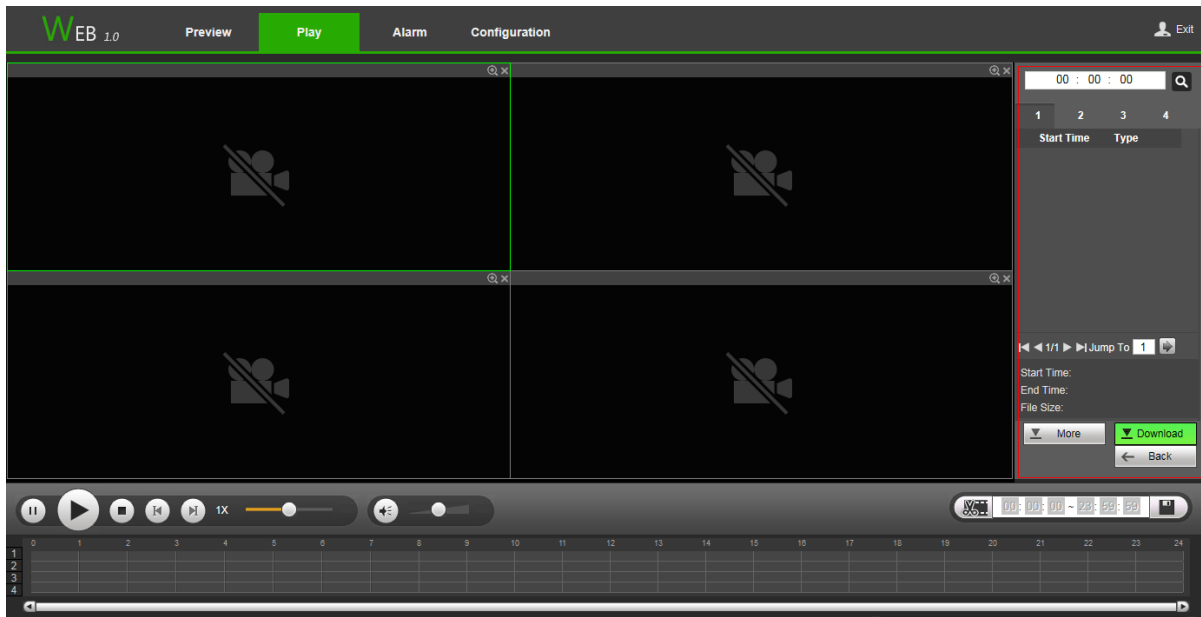 WEB 1.0 Preview Play Alarm Configuration Exit
00 : 00 : 00
1 2 3 4
Start Time Type
1/1 Jump To 1
Start Time:
End Time:
File Size:
More Download
Back
1X 00 : 00 : 00 ~ 23 : 59 : 59
0 1 2 3 4 5 6 7 8 9 10 11 12 13 14 15 16 17 18 19 20 21 22 23 24
1
2
3
4